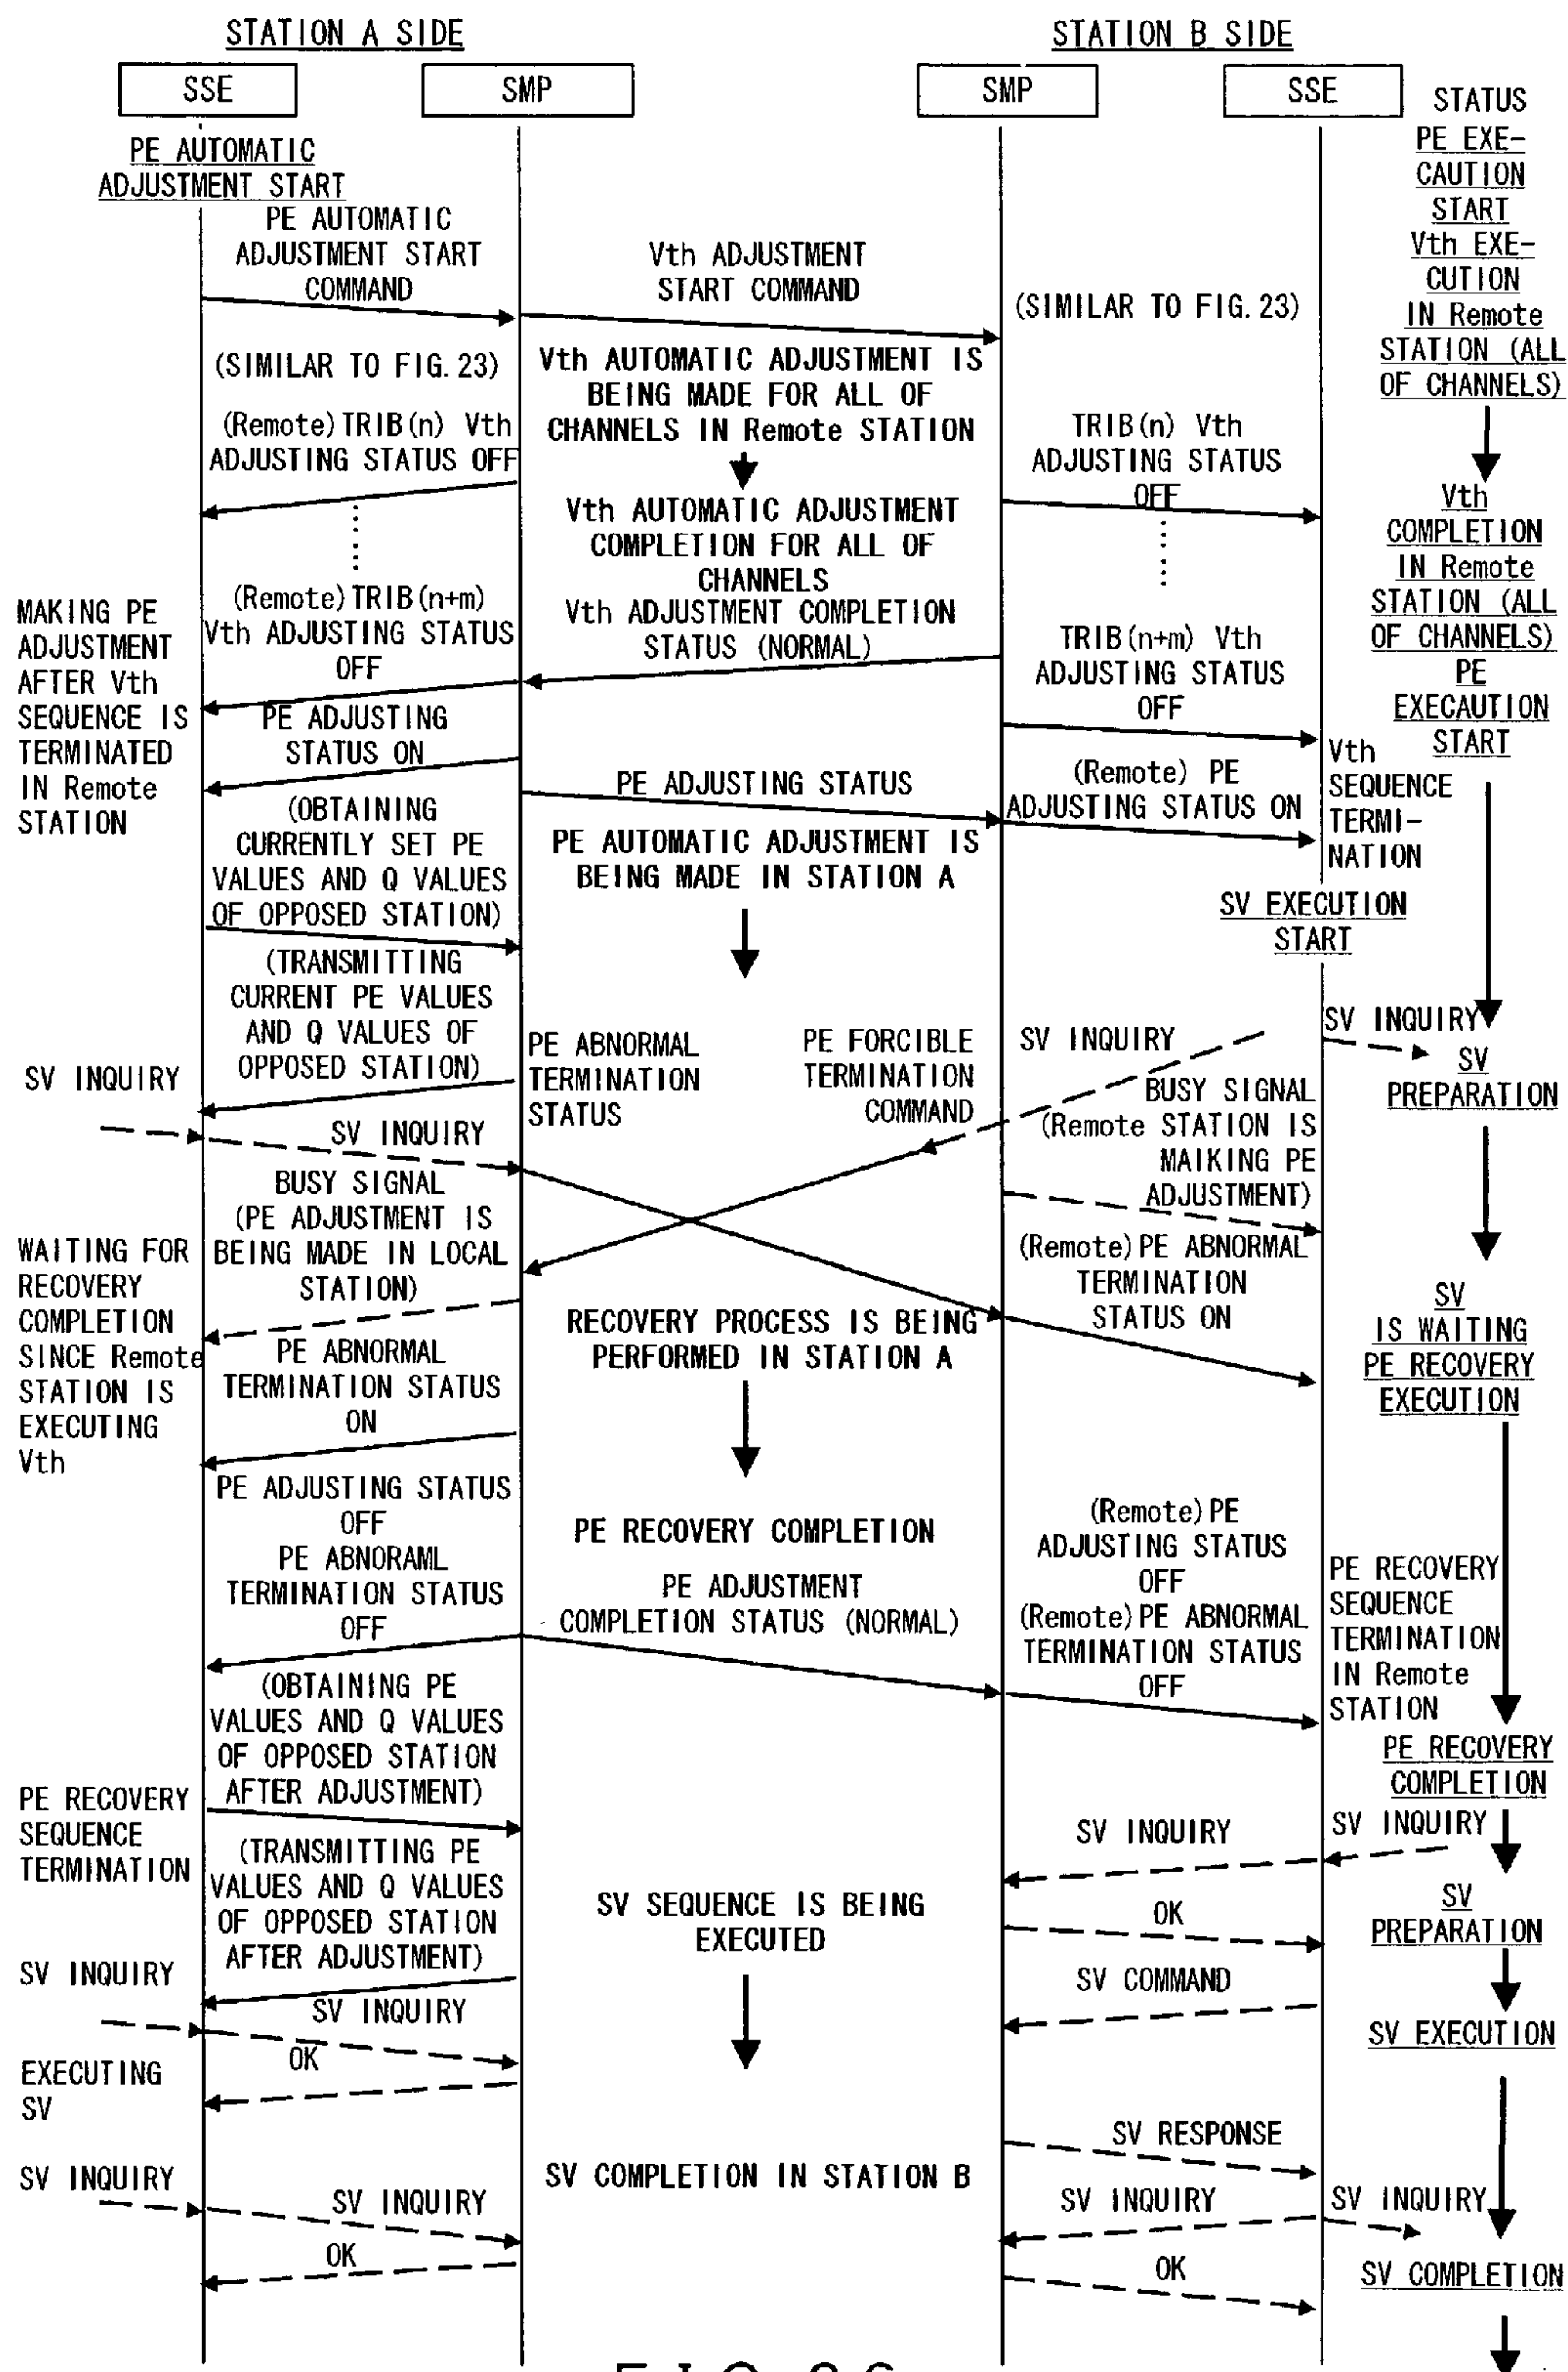 STATION A SIDE
STATION B SIDE
SSE
SMP
SMP
SSE
STATUS
PE AUTOMATIC
ADJUSTMENT START
PE AUTOMATIC
ADJUSTMENT START
COMMAND
Vth ADJUSTMENT
START COMMAND
(SIMILAR TO FIG.23)
PE EXE-
CAUTION
START
Vth EXE-
CUTION
IN Remote
STATION (ALL
OF CHANNELS)
(SIMILAR TO FIG.23)
Vth AUTOMATIC ADJUSTMENT IS
BEING MADE FOR ALL OF
CHANNELS IN Remote STATION
(Remote) TRIB(n) Vth
ADJUSTING STATUS OFF
TRIB(n) Vth
ADJUSTING STATUS
OFF
Vth AUTOMATIC ADJUSTMENT
COMPLETION FOR ALL OF
CHANNELS
Vth ADJUSTMENT COMPLETION
STATUS (NORMAL)
Vth
COMPLETION
IN Remote
STATION (ALL
OF CHANNELS)
PE
EXECAUTION
START
MAKING PE
ADJUSTMENT
AFTER Vth
SEQUENCE IS
TERMINATED
IN Remote
STATION
(Remote) TRIB(n+m)
Vth ADJUSTING STATUS
OFF
TRIB(n+m) Vth
ADJUSTING STATUS
OFF
PE ADJUSTING
STATUS ON
PE ADJUSTING STATUS
(Remote) PE
ADJUSTING STATUS ON
Vth
SEQUENCE
TERMI-
NATION
(OBTAINING
CURRENTLY SET PE
VALUES AND Q VALUES
OF OPPOSED STATION)
PE AUTOMATIC ADJUSTMENT IS
BEING MADE IN STATION A
SV EXECUTION
START
(TRANSMITTING
CURRENT PE VALUES
AND Q VALUES OF
OPPOSED STATION)
PE ABNORMAL
TERMINATION
STATUS
PE FORCIBLE
TERMINATION
COMMAND
SV INQUIRY
SV INQUIRY
SV
PREPARATION
SV INQUIRY
SV INQUIRY
BUSY SIGNAL
(Remote STATION IS
MAIKING PE
ADJUSTMENT)
BUSY SIGNAL
(PE ADJUSTMENT IS
BEING MADE IN LOCAL
STATION)
WAITING FOR
RECOVERY
COMPLETION
SINCE Remote
STATION IS
EXECUTING
Vth
(Remote) PE ABNORMAL
TERMINATION
STATUS ON
SV
IS WAITING
PE RECOVERY
EXECUTION
RECOVERY PROCESS IS BEING
PERFORMED IN STATION A
PE ABNORMAL
TERMINATION STATUS
ON
PE ADJUSTING STATUS
OFF
PE ABNORAML
TERMINATION STATUS
OFF
PE RECOVERY COMPLETION
PE ADJUSTMENT
COMPLETION STATUS (NORMAL)
(Remote) PE
ADJUSTING STATUS
OFF
(Remote) PE ABNORMAL
TERMINATION STATUS
OFF
PE RECOVERY
SEQUENCE
TERMINATION
IN Remote
STATION
(OBTAINING PE
VALUES AND Q VALUES
OF OPPOSED STATION
AFTER ADJUSTMENT)
PE RECOVERY
COMPLETION
PE RECOVERY
SEQUENCE
TERMINATION
(TRANSMITTING PE
VALUES AND Q VALUES
OF OPPOSED STATION
AFTER ADJUSTMENT)
SV INQUIRY
SV INQUIRY
SV SEQUENCE IS BEING
EXECUTED
OK
SV
PREPARATION
SV INQUIRY
SV INQUIRY
SV COMMAND
OK
SV EXECUTION
EXECUTING
SV
SV RESPONSE
SV INQUIRY
SV INQUIRY
SV COMPLETION IN STATION B
SV INQUIRY
SV INQUIRY
OK
OK
SV COMPLETION